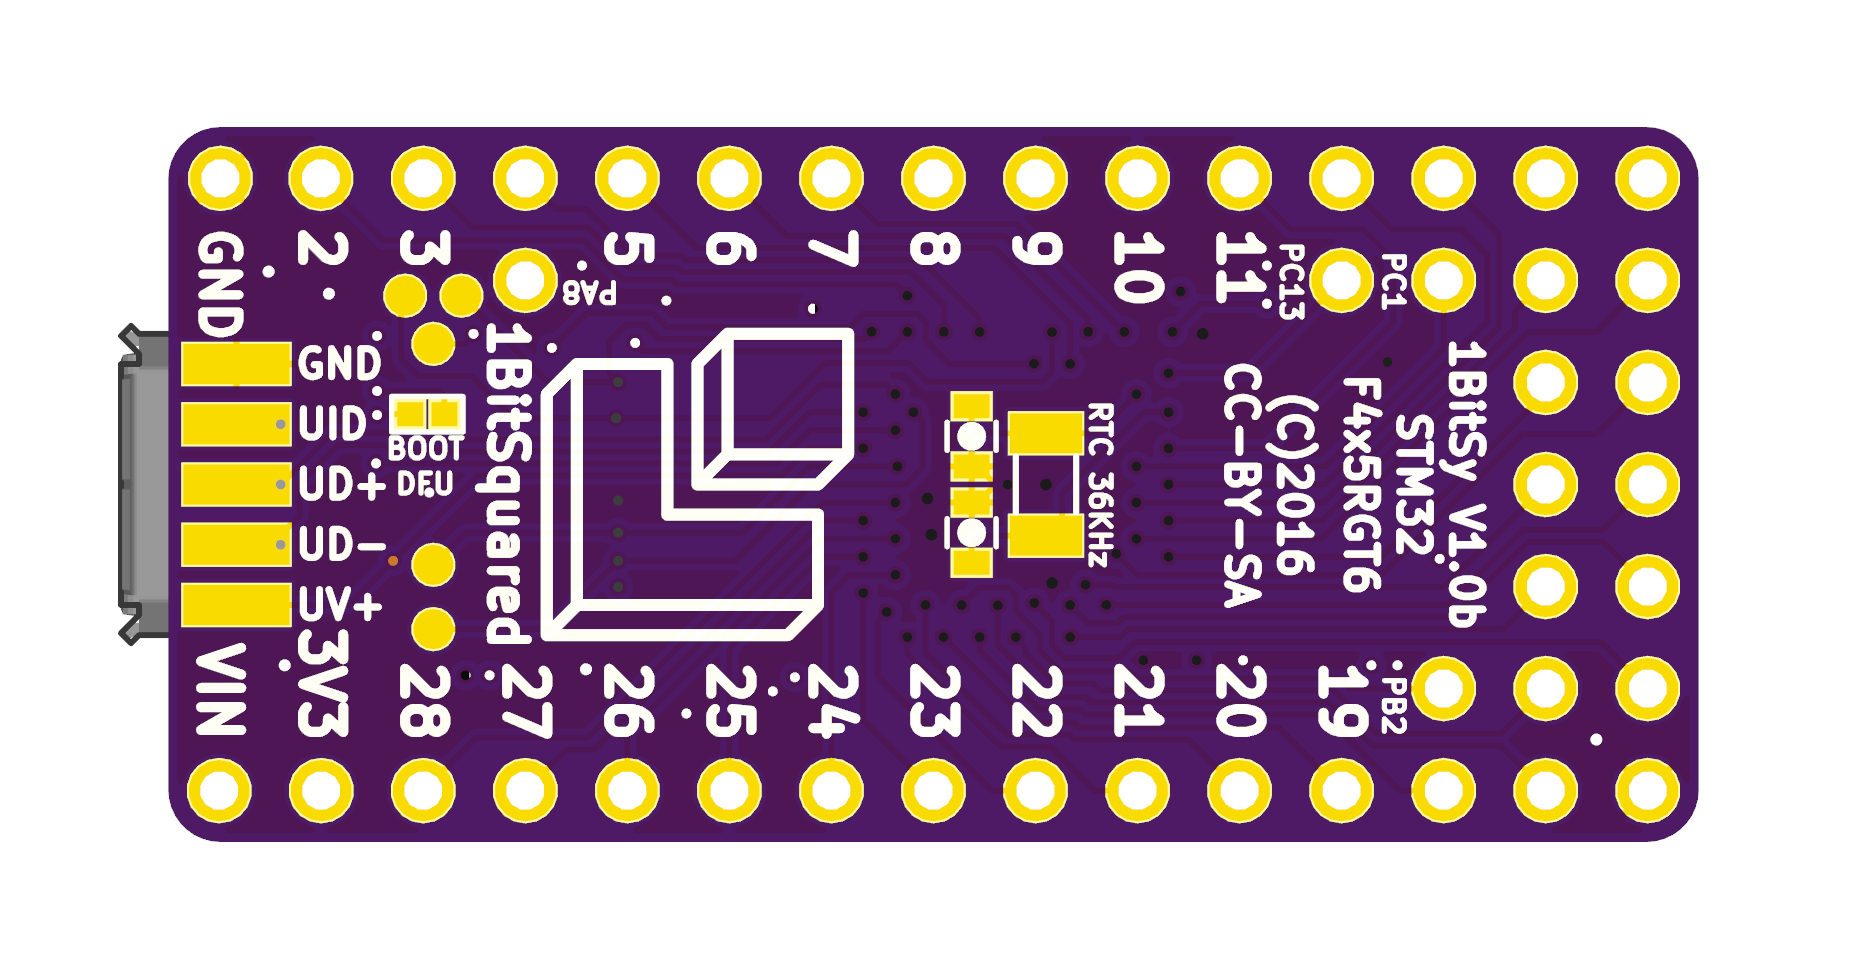 GND
2
3
5
6
7
8
9
10
11
PC13
PC1
PA8
GND
UID
UD+
UD-
UV+
BOOT
DFU
1BitSquared
RTC 36KHz
CC-BY-SA
(C)2016
F4x5RGT6
STM32
1BitSy V1.0b
VIN
3V3
28
27
26
25
24
23
22
21
20
19
PB2